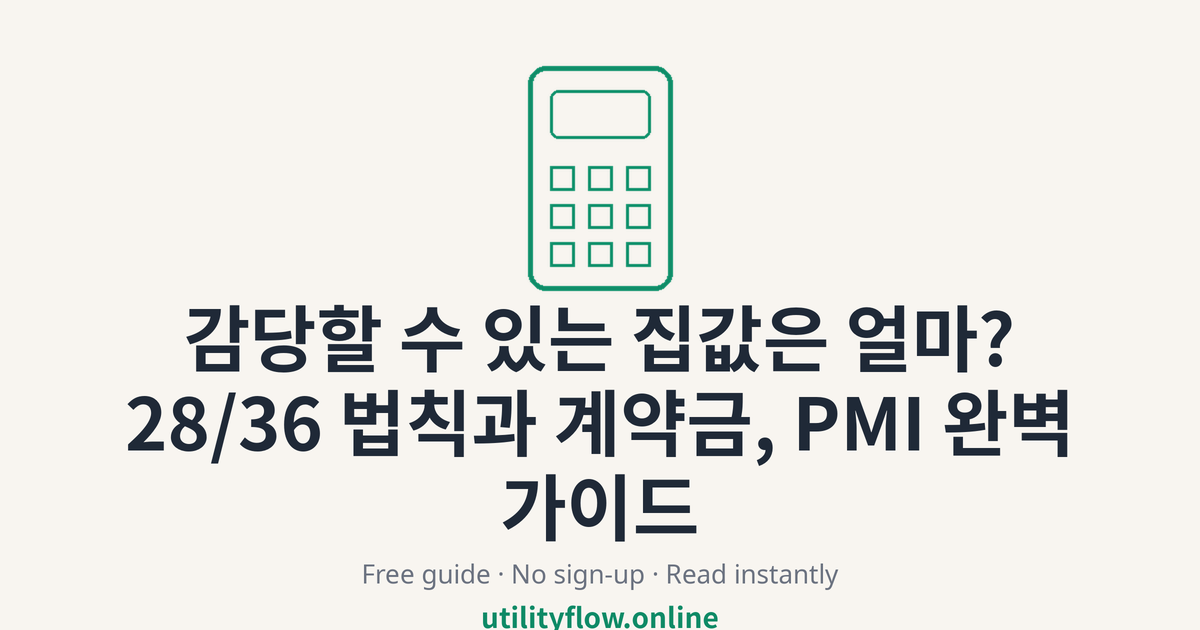 감당할 수 있는 집값은 얼마?
28/36 법칙과 계약금, PMI 완벽
가이드
Free guide · No sign-up · Read instantly
utilityflow.online